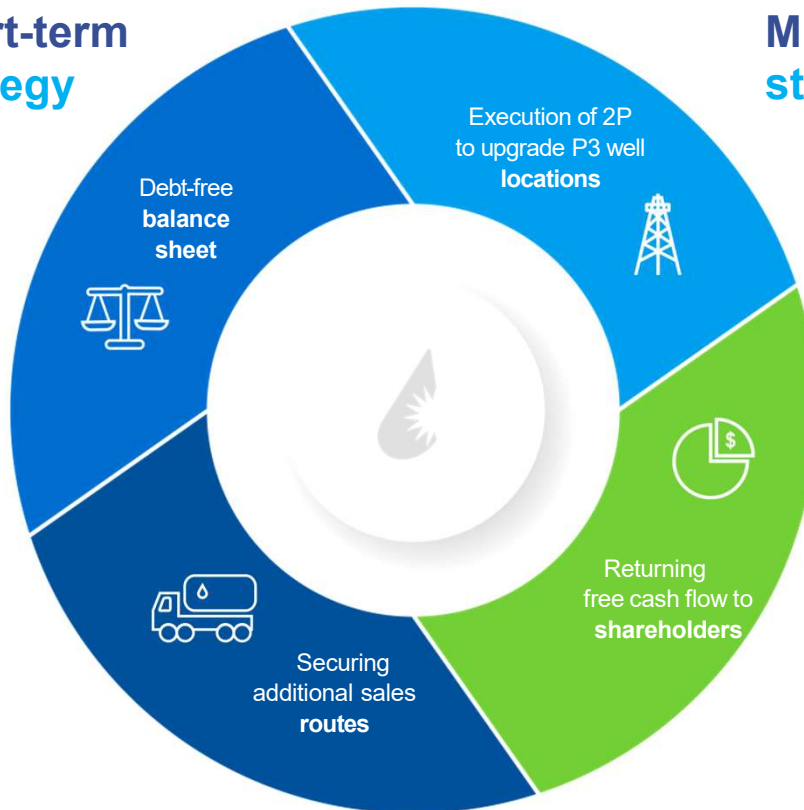 rt-term
egy
M
st
Execution of 2P
to upgrade P3 well
locations
Debt-free
balance
sheet
$
Returning
free cash flow to
shareholders
Securing
additional sales
routes